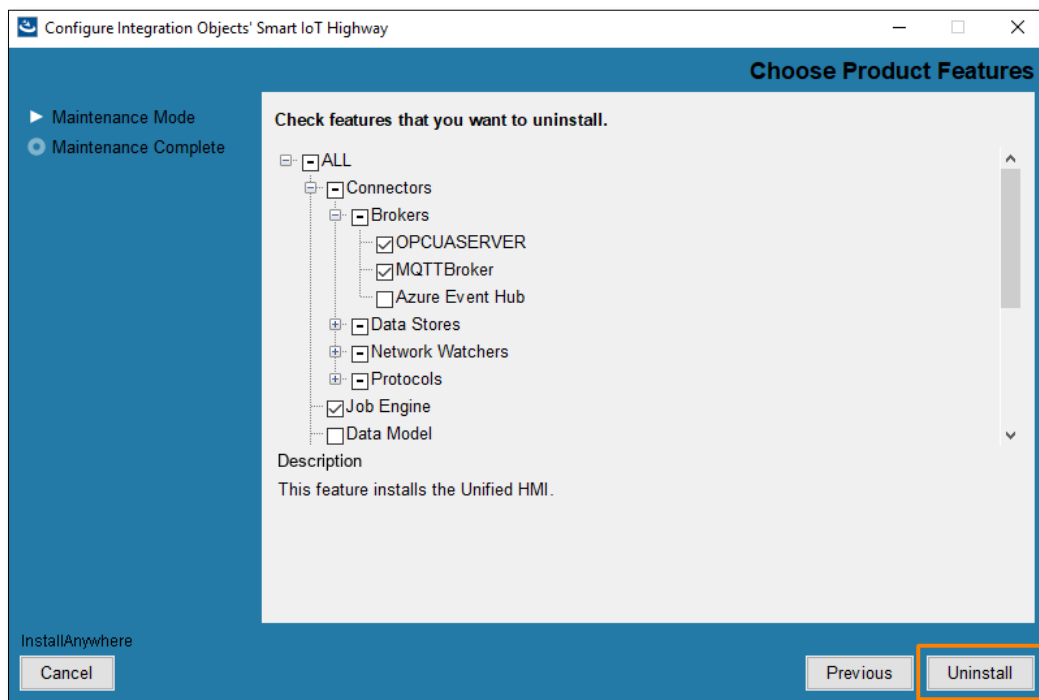 Configure Integration Objects' Smart IoT Highway
Choose Product Features
Maintenance Mode
Maintenance Complete
Check features that you want to uninstall.
ALL
Connectors
Brokers
OPCUASERVER
MQTTBroker
Azure Event Hub
Data Stores
Network Watchers
Protocols
Job Engine
Data Model
Description
This feature installs the Unified HMI.
InstallAnywhere
Cancel
Previous
Uninstall